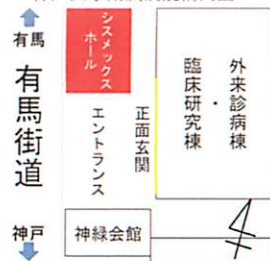 有馬
有馬街道
神戸
シスメックス
ホール
エントランス
正面玄関
外来診病棟
・
臨床研究棟
神緑会館